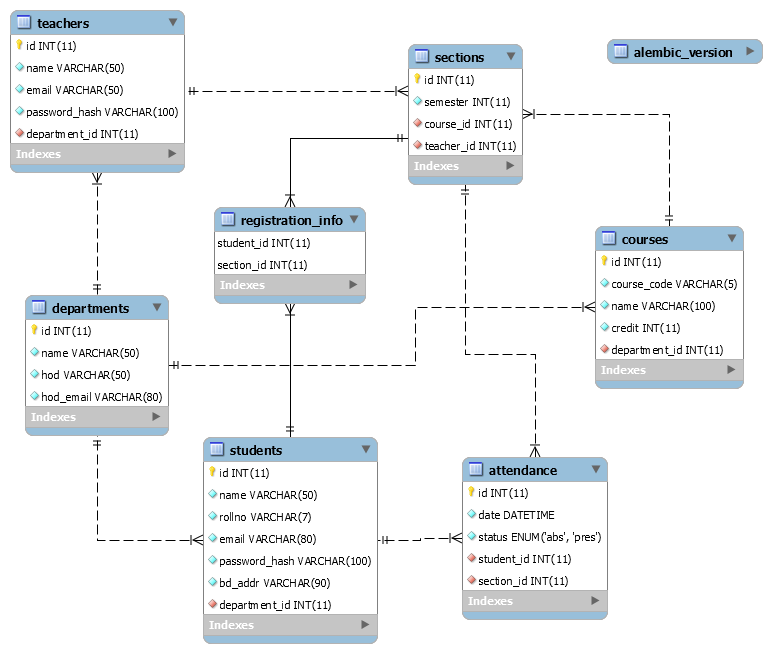 teachers
id INT(11)
name VARCHAR(50)
email VARCHAR(50)
password_hash VARCHAR(100)
department_id INT(11)
Indexes
sections
id INT(11)
semester INT(11)
course_id INT(11)
teacher_id INT(11)
Indexes
alembic_version
registration_info
student_id INT(11)
section_id INT(11)
Indexes
courses
id INT(11)
course_code VARCHAR(5)
name VARCHAR(100)
credit INT(11)
department_id INT(11)
Indexes
departments
id INT(11)
name VARCHAR(50)
hod VARCHAR(50)
hod_email VARCHAR(80)
Indexes
students
id INT(11)
name VARCHAR(50)
rollno VARCHAR(7)
email VARCHAR(80)
password_hash VARCHAR(100)
bd_addr VARCHAR(90)
department_id INT(11)
Indexes
attendance
id INT(11)
date DATETIME
status ENUM('abs', 'pres')
student_id INT(11)
section_id INT(11)
Indexes